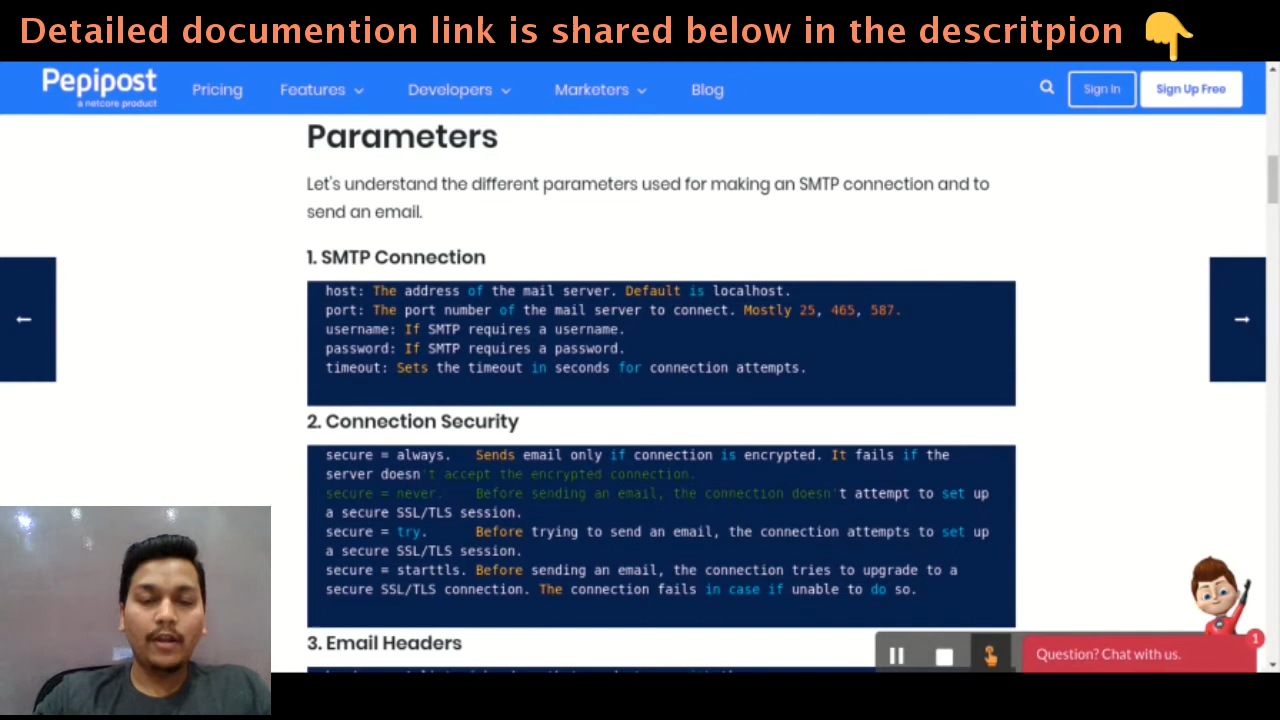 Detailed documention link is shared below in the descritpion
Pepipost
a netcore product
Pricing
Features
Developers
Marketers
Blog
Sign In
Sign Up Free
Parameters
Let's understand the different parameters used for making an SMTP connection and to
send an email.
1. SMTP Connection
host: The address of the mail server. Default is localhost.
port: The port number of the mail server to connect. Mostly 25, 465, 587.
username: If SMTP requires a username.
password: If SMTP requires a password.
timeout: Sets the timeout in seconds for connection attempts.
2. Connection Security
secure = always. Sends email only if connection is encrypted. It fails if the
server doesn't accept the encrypted connection.
secure = never. Before sending an email, the connection doesn't attempt to set up
a secure SSL/TLS session.
secure = try. Before trying to send an email, the connection attempts to set up
a secure SSL/TLS session.
secure = starttls. Before sending an email, the connection tries to upgrade to a
secure SSL/TLS connection. The connection fails in case if unable to do so.
3. Email Headers
1
Question? Chat with us.